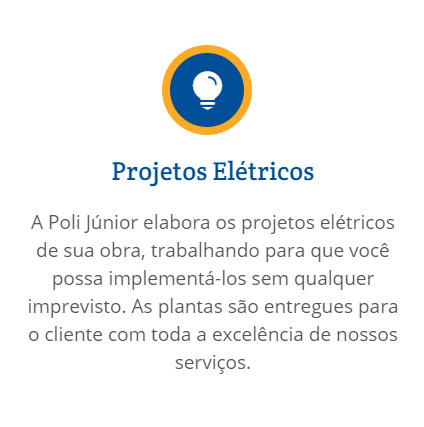 Projetos Elétricos
A Poli Júnior elabora os projetos elétricos
de sua obra, trabalhando para que você
possa implementá-los sem qualquer
imprevisto. As plantas são entregues para
o cliente com toda a excelência de nossos
serviços.